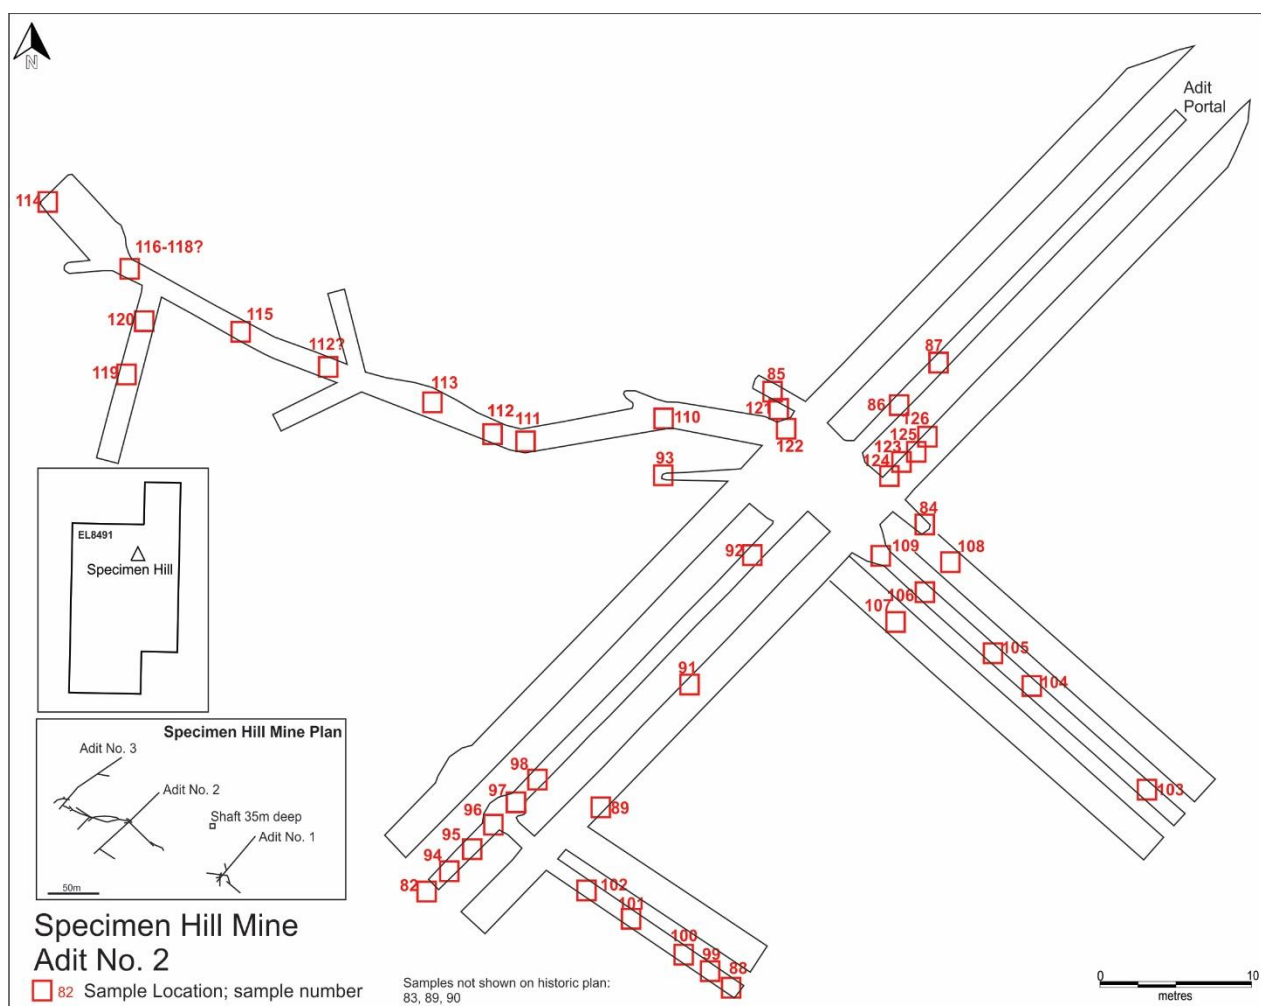 N
Adit
Portal
114
116-118?
120
115
119
112?
113
112
111
110
93
85
121
122
87
86
126
125
123
124
84
109
108
106
107
105
104
103
92
91
98
97
96
95
94
82
89
102
101
100
99
88
EL8491
Specimen Hill
Specimen Hill Mine Plan
Adit No. 3
Adit No. 2
Shaft 35m deep
Adit No. 1
50m
Specimen Hill Mine
Adit No. 2
82 Sample Location; sample number
Samples not shown on historic plan:
83, 89, 90
0 10
metres